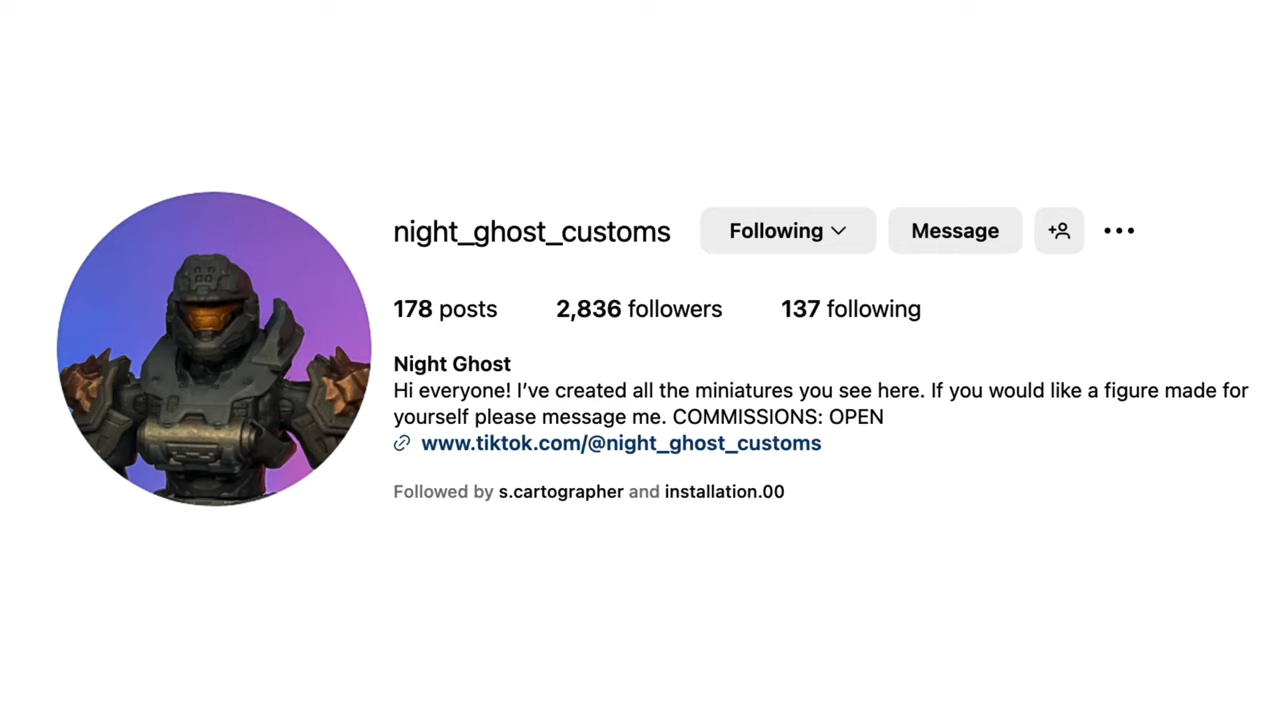 night_ghost_customs Following Message
178 posts 2,836 followers 137 following
Night Ghost
Hi everyone! I’ve created all the miniatures you see here. If you would like a figure made for
yourself please message me. COMMISSIONS: OPEN
www.tiktok.com/@night_ghost_customs
Followed by s.cartographer and installation.00